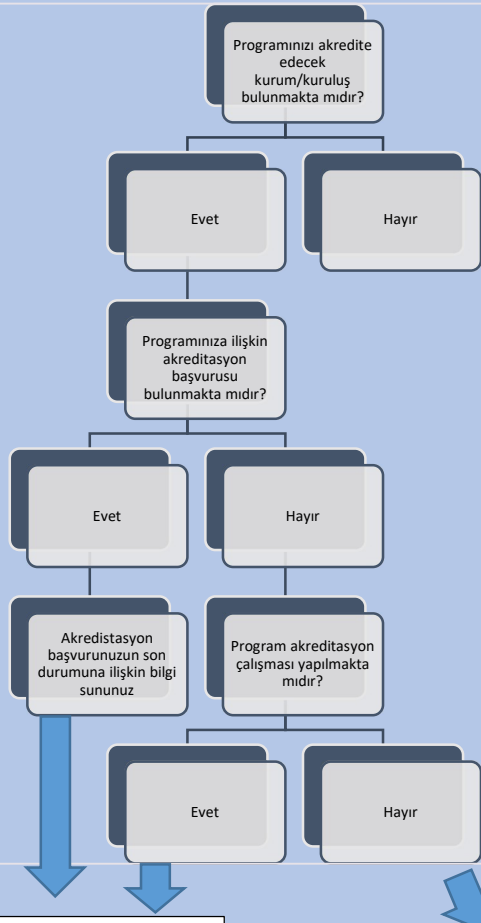 Programınızı akredite
edecek
kurum/kuruluş
bulunmakta mıdır?
Evet
Hayır
Programınıza ilişkin
akreditasyon
başvurusu
bulunmakta mıdır?
Evet
Hayır
Akredistasyon
başvurunuzun son
durumuna ilişkin bilgi
sununuz
Program akreditasyon
çalışması yapılmakta
mıdır?
Evet
Hayır